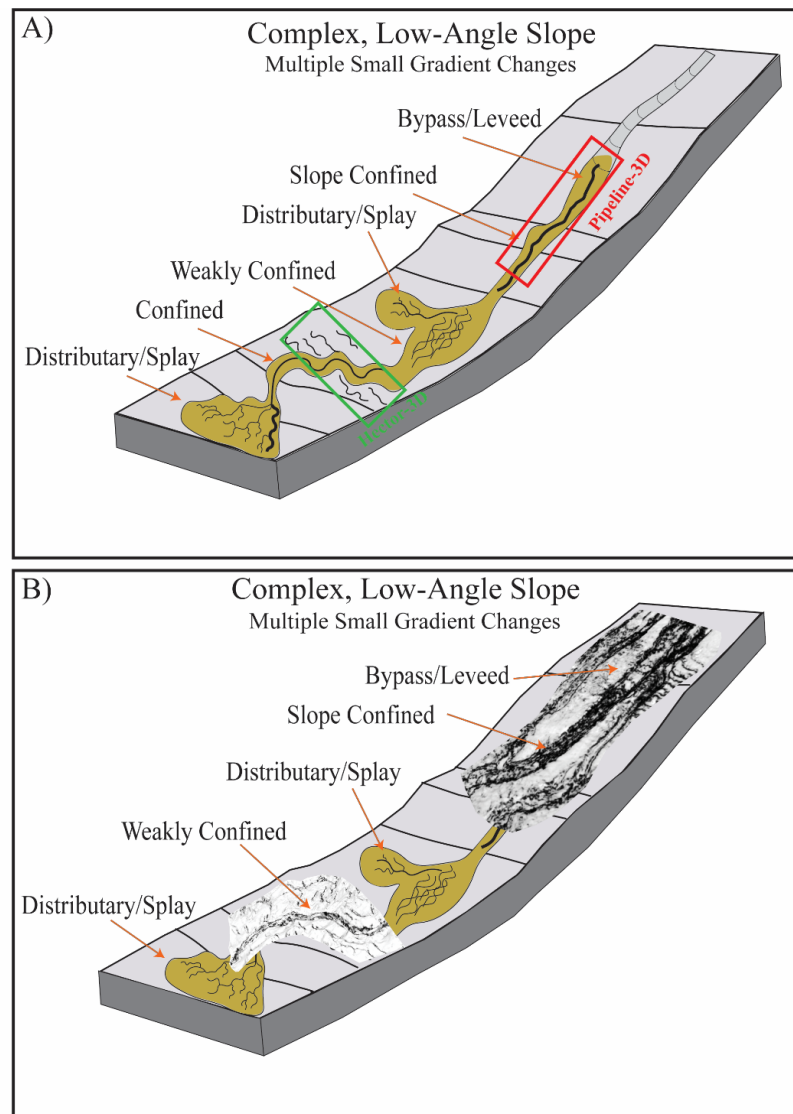 A)
Complex, Low-Angle Slope
Multiple Small Gradient Changes
Bypass/Leveed
Slope Confined
Pipeline-3D
Distributary/Splay
Weakly Confined
Confined
Distributary/Splay
B)
Complex, Low-Angle Slope
Multiple Small Gradient Changes
Bypass/Leveed
Slope Confined
Distributary/Splay
Weakly Confined
Distributary/Splay